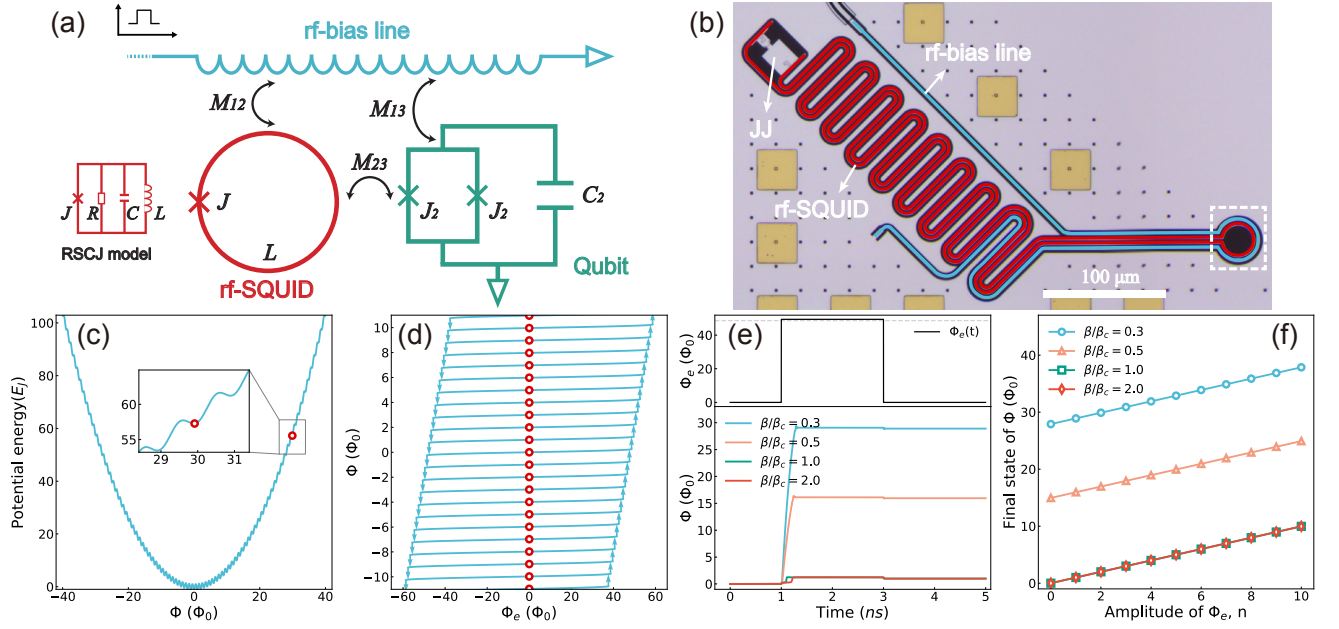 (a)
rf-bias line
M12
M13
M23
J
R
C
L
RSCJ model
J
L
rf-SQUID
J2
J2
C2
Qubit
(b)
rf-bias line
JJ
rf-SQUID
100 μm
(c)
Potential energy(EJ)
100
80
60
40
20
0
60
55
29 30 31
−40 −20 0 20 40
Φ (Φ0)
(d)
Φ (Φ0)
10
8
6
4
2
0
−2
−4
−6
−8
−10
−60 −40 −20 0 20 40 60
Φe (Φ0)
(e)
Φe (Φ0)
40
20
0
Φe(t)
Φ (Φ0)
30
25
20
15
10
5
0
β/βc = 0.3
β/βc = 0.5
β/βc = 1.0
β/βc = 2.0
0 1 2 3 4 5
Time (ns)
(f)
Final state of Φ (Φ0)
40
30
20
10
0
β/βc = 0.3
β/βc = 0.5
β/βc = 1.0
β/βc = 2.0
0 2 4 6 8 10
Amplitude of Φe, n